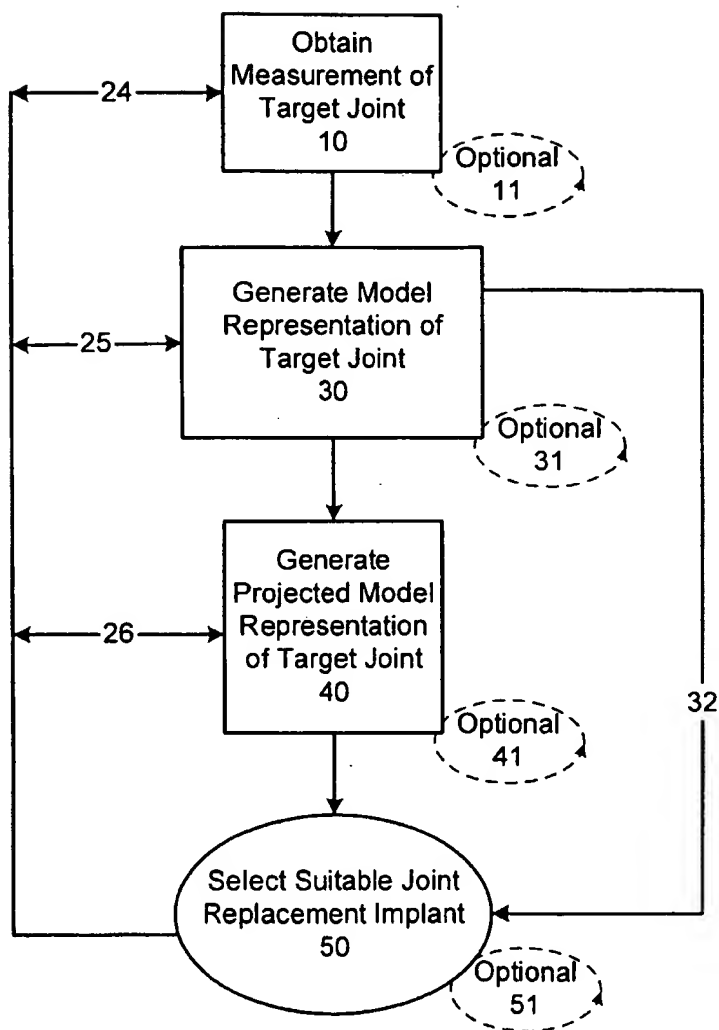 Obtain
Measurement of
Target Joint
10
24
Optional
11
Generate Model
Representation of
Target Joint
30
25
Optional
31
Generate
Projected Model
Representation
of Target Joint
40
26
32
Optional
41
Select Suitable Joint
Replacement Implant
50
Optional
51